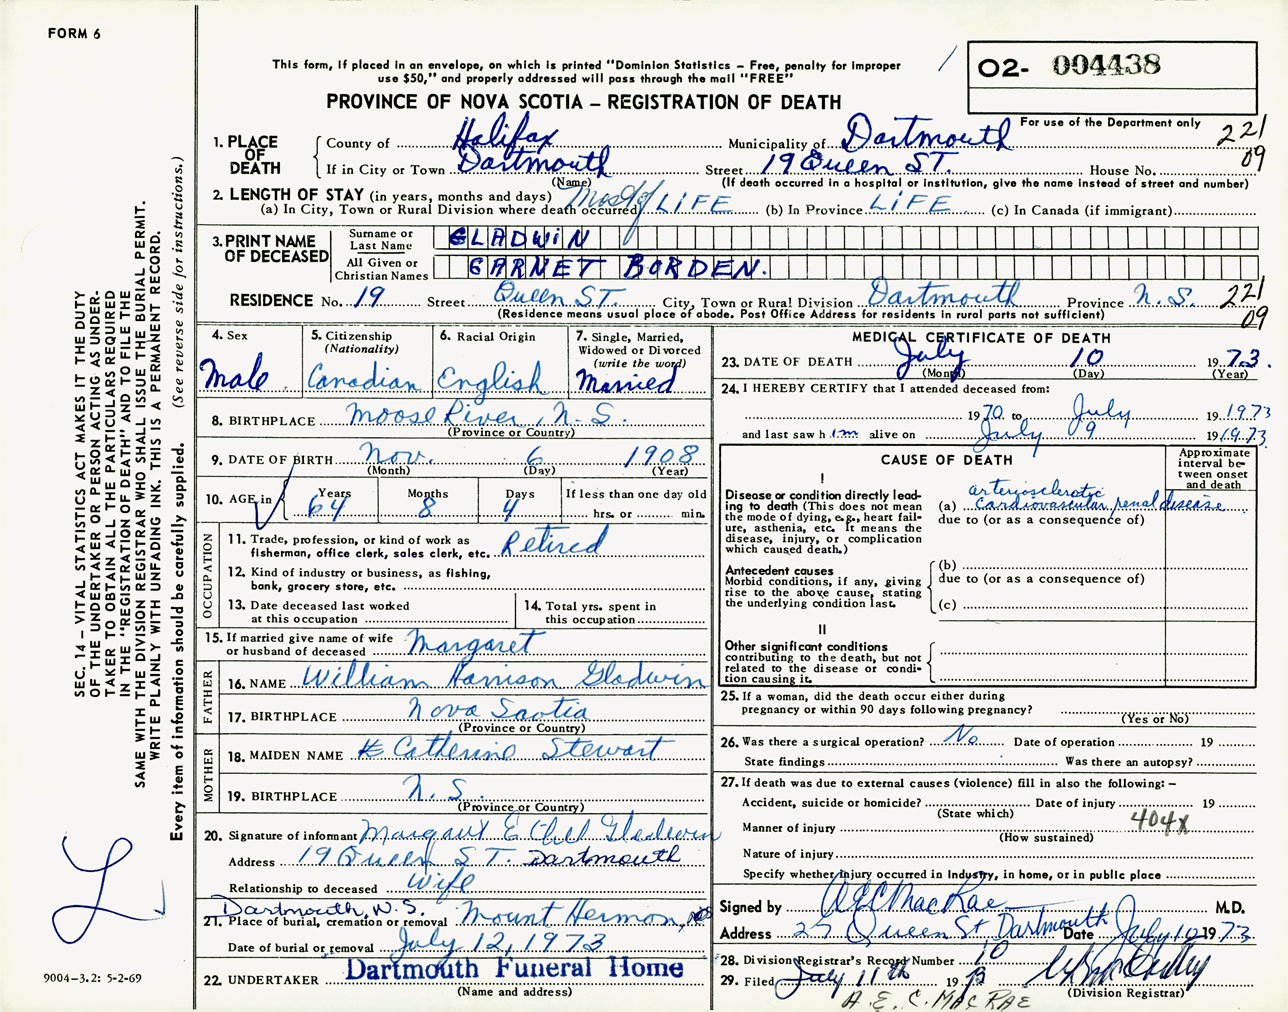 FORM 6
This form, if placed in an envelope, on which is printed "Dominion Statistics – Free, penalty for improper
use $50," and properly addressed will pass through the mail "FREE"
O2- 004438
PROVINCE OF NOVA SCOTIA – REGISTRATION OF DEATH
For use of the Department only
1. PLACE OF DEATH
County of Halifax Municipality of Dartmouth 221
If in City or Town Dartmouth Street 19 Queen ST. House No. 09
(Name) (If death occurred in a hospital or institution, give the name instead of street and number)
2. LENGTH OF STAY (in years, months and days)
(a) In City, Town or Rural Division where death occurred Most of LIFE (b) In Province LIFE (c) In Canada (if immigrant)
3. PRINT NAME OF DECEASED
Surname or Last Name GLADWIN
All Given or Christian Names GARNET BORDEN.
RESIDENCE No. 19 Street Queen ST. City, Town or Rural Division Dartmouth Province N.S. 221
(Residence means usual place of abode. Post Office Address for residents in rural parts not sufficient) 09
4. Sex
Male
5. Citizenship
(Nationality)
Canadian
6. Racial Origin
English
7. Single, Married,
Widowed or Divorced
(write the word)
Married
8. BIRTHPLACE Moose River, N.S.
(Province or Country)
9. DATE OF BIRTH Nov. 6 1908
(Month) (Day) (Year)
10. AGE in
Years Months Days If less than one day old
64 8 4 hrs. or min.
OCCUPATION
11. Trade, profession, or kind of work as
fisherman, office clerk, sales clerk, etc. Retired
12. Kind of industry or business, as fishing,
bank, grocery store, etc.
13. Date deceased last worked
at this occupation
14. Total yrs. spent in
this occupation
15. If married give name of wife
or husband of deceased Margaret
FATHER
16. NAME William Harrison Gladwin
17. BIRTHPLACE Nova Scotia
(Province or Country)
MOTHER
18. MAIDEN NAME Catherine Stewart
19. BIRTHPLACE N.S.
(Province or Country)
20. Signature of informant Margaret Ethel Gladwin
Address 19 Queen ST. Dartmouth
Relationship to deceased Wife
Dartmouth, N.S.
21. Place of burial, cremation or removal Mount Hermon,
Date of burial or removal July 12, 1973
22. UNDERTAKER Dartmouth Funeral Home
(Name and address)
MEDICAL CERTIFICATE OF DEATH
23. DATE OF DEATH July 10 1973.
(Month) (Day) (Year)
24. I HEREBY CERTIFY that I attended deceased from:
1970 to July 19 1973
and last saw him alive on July 9 19 1973
CAUSE OF DEATH
Approximate
interval be-
tween onset
and death
I
Disease or condition directly lead-
ing to death (This does not mean
the mode of dying, e.g., heart fail-
ure, asthenia, etc. It means the
disease, injury, or complication
which caused death.)
(a) arteriosclerotic
cardiovascular renal disease
due to (or as a consequence of)
Antecedent causes
Morbid conditions, if any, giving
rise to the above cause, stating
the underlying condition last.
(b)
due to (or as a consequence of)
(c)
II
Other significant conditions
contributing to the death, but not
related to the disease or condi-
tion causing it.
25. If a woman, did the death occur either during
pregnancy or within 90 days following pregnancy?
(Yes or No)
26. Was there a surgical operation? No Date of operation 19
State findings Was there an autopsy?
27. If death was due to external causes (violence) fill in also the following: –
Accident, suicide or homicide? Date of injury 19
(State which)
Manner of injury 404X
(How sustained)
Nature of injury
Specify whether injury occurred in industry, in home, or in public place
Signed by A E C MacRae M.D.
Address 27 Queen St Dartmouth Date July 10 1973
28. Division Registrar's Record Number 10
29. Filed July 11th 1973
(Division Registrar)
A. E. C. MACRAE
SEC. 14 – VITAL STATISTICS ACT MAKES IT THE DUTY
OF THE UNDERTAKER OR PERSON ACTING AS UNDER-
TAKER TO OBTAIN ALL THE PARTICULARS REQUIRED
IN THE "REGISTRATION OF DEATH" AND TO FILE THE
SAME WITH THE DIVISION REGISTRAR WHO SHALL ISSUE THE BURIAL PERMIT.
WRITE PLAINLY WITH UNFADING INK. THIS IS A PERMANENT RECORD.
Every item of information should be carefully supplied. (See reverse side for instructions.)
9004–3.2: 5-2-69